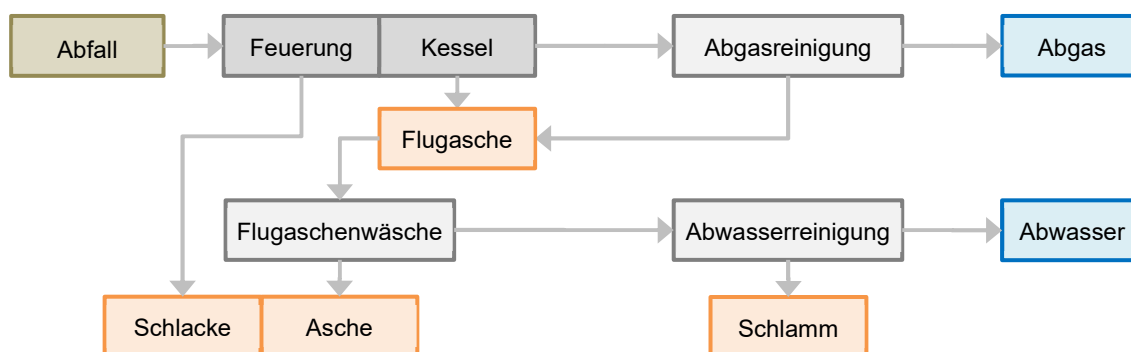 Abfall
Feuerung
Kessel
Abgasreinigung
Abgas
Flugasche
Flugaschenwäsche
Abwasserreinigung
Abwasser
Schlacke
Asche
Schlamm